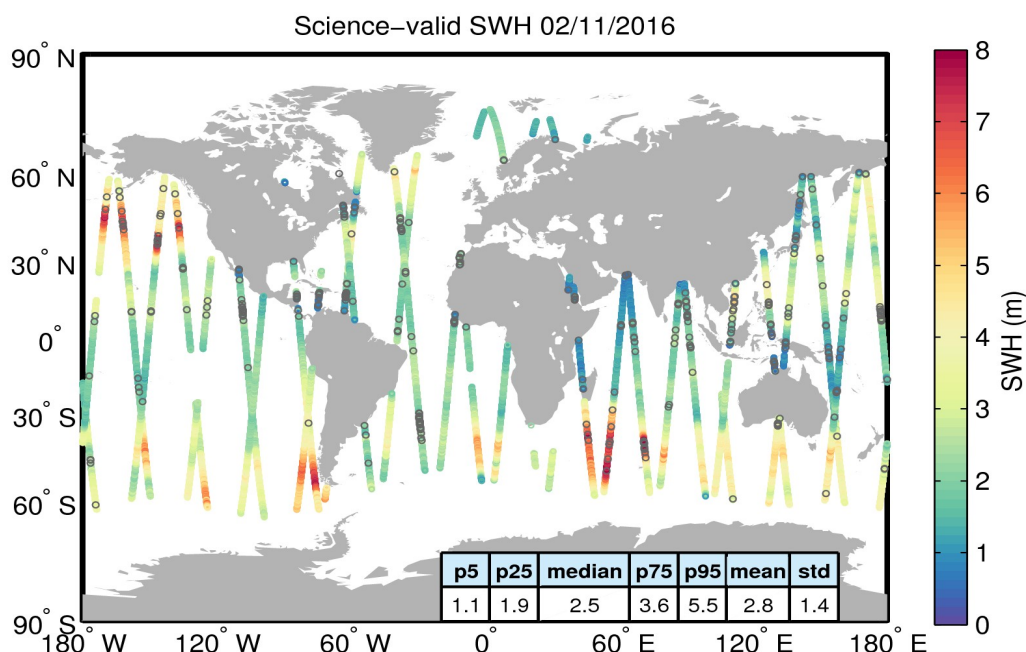 Science−valid SWH 02/11/2016
90° N
60° N
30° N
0°
30° S
60° S
90° S
180° W
120° W
60° W
0°
60° E
120° E
180° E
p5 p25 median p75 p95 mean std
1.1 1.9 2.5 3.6 5.5 2.8 1.4
8
7
6
5
4
3
2
1
0
SWH (m)